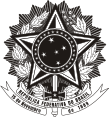 REPÚBLICA FEDERATIVA DO BRASIL
15 de Novembro
de 1889